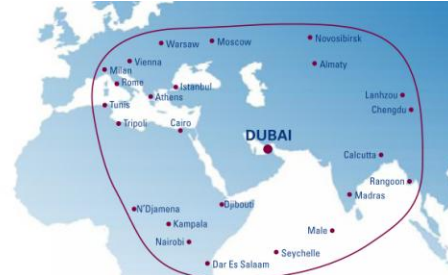 Warsaw
Moscow
Novosibirsk
Vienna
Almaty
Milan
Rome
Istanbul
Athens
Lanzhou
Tunis
Chengdu
Tripoli
Cairo
DUBAI
Calcutta
Rangoon
Madras
N'Djamena
Djibouti
Kampala
Male
Nairobi
Seychelle
Dar Es Salaam